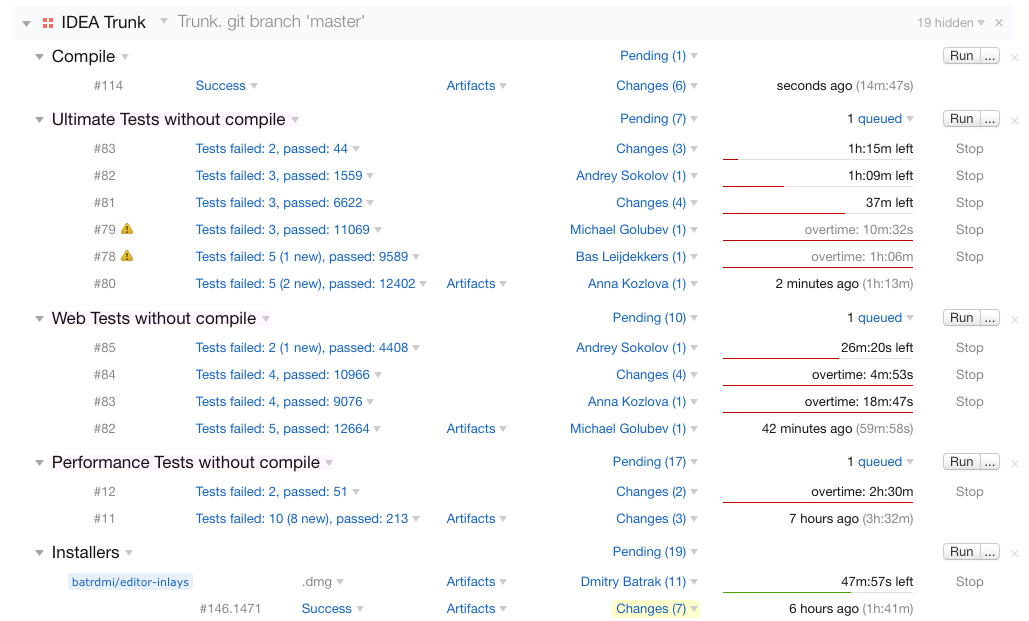 IDEA Trunk Trunk. git branch 'master' 19 hidden
Compile Pending (1) Run ...
#114 Success Artifacts Changes (6) seconds ago (14m:47s)
Ultimate Tests without compile Pending (7) 1 queued Run ...
#83 Tests failed: 2, passed: 44 Changes (3) 1h:15m left Stop
#82 Tests failed: 3, passed: 1559 Andrey Sokolov (1) 1h:09m left Stop
#81 Tests failed: 3, passed: 6622 Changes (4) 37m left Stop
#79 Tests failed: 3, passed: 11069 Michael Golubev (1) overtime: 10m:32s Stop
#78 Tests failed: 5 (1 new), passed: 9589 Bas Leijdekkers (1) overtime: 1h:06m Stop
#80 Tests failed: 5 (2 new), passed: 12402 Artifacts Anna Kozlova (1) 2 minutes ago (1h:13m)
Web Tests without compile Pending (10) 1 queued Run ...
#85 Tests failed: 2 (1 new), passed: 4408 Andrey Sokolov (1) 26m:20s left Stop
#84 Tests failed: 4, passed: 10966 Changes (4) overtime: 4m:53s Stop
#83 Tests failed: 4, passed: 9076 Anna Kozlova (1) overtime: 18m:47s Stop
#82 Tests failed: 5, passed: 12664 Artifacts Michael Golubev (1) 42 minutes ago (59m:58s)
Performance Tests without compile Pending (17) 1 queued Run ...
#12 Tests failed: 2, passed: 51 Changes (2) overtime: 2h:30m Stop
#11 Tests failed: 10 (8 new), passed: 213 Artifacts Changes (3) 7 hours ago (3h:32m)
Installers Pending (19) Run ...
batrdmi/editor-inlays .dmg Artifacts Dmitry Batrak (11) 47m:57s left Stop
#146.1471 Success Artifacts Changes (7) 6 hours ago (1h:41m)